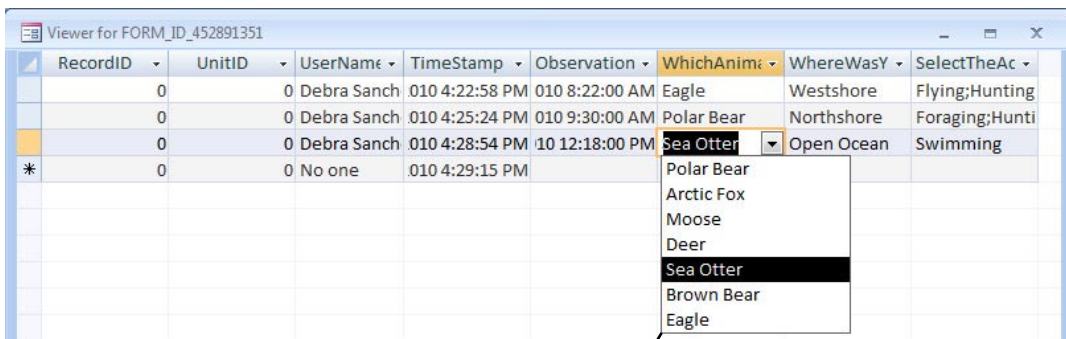 Viewer for FORM_ID_452891351
RecordID UnitID UserName TimeStamp Observation WhichAnima WhereWasY SelectTheAc
0 0 Debra Sanch 010 4:22:58 PM 010 8:22:00 AM Eagle Westshore Flying;Hunting
0 0 Debra Sanch 010 4:25:24 PM 010 9:30:00 AM Polar Bear Northshore Foraging;Hunti
0 0 Debra Sanch 010 4:28:54 PM 10 12:18:00 PM Sea Otter Open Ocean Swimming
* 0 0 No one 010 4:29:15 PM
Polar Bear
Arctic Fox
Moose
Deer
Sea Otter
Brown Bear
Eagle